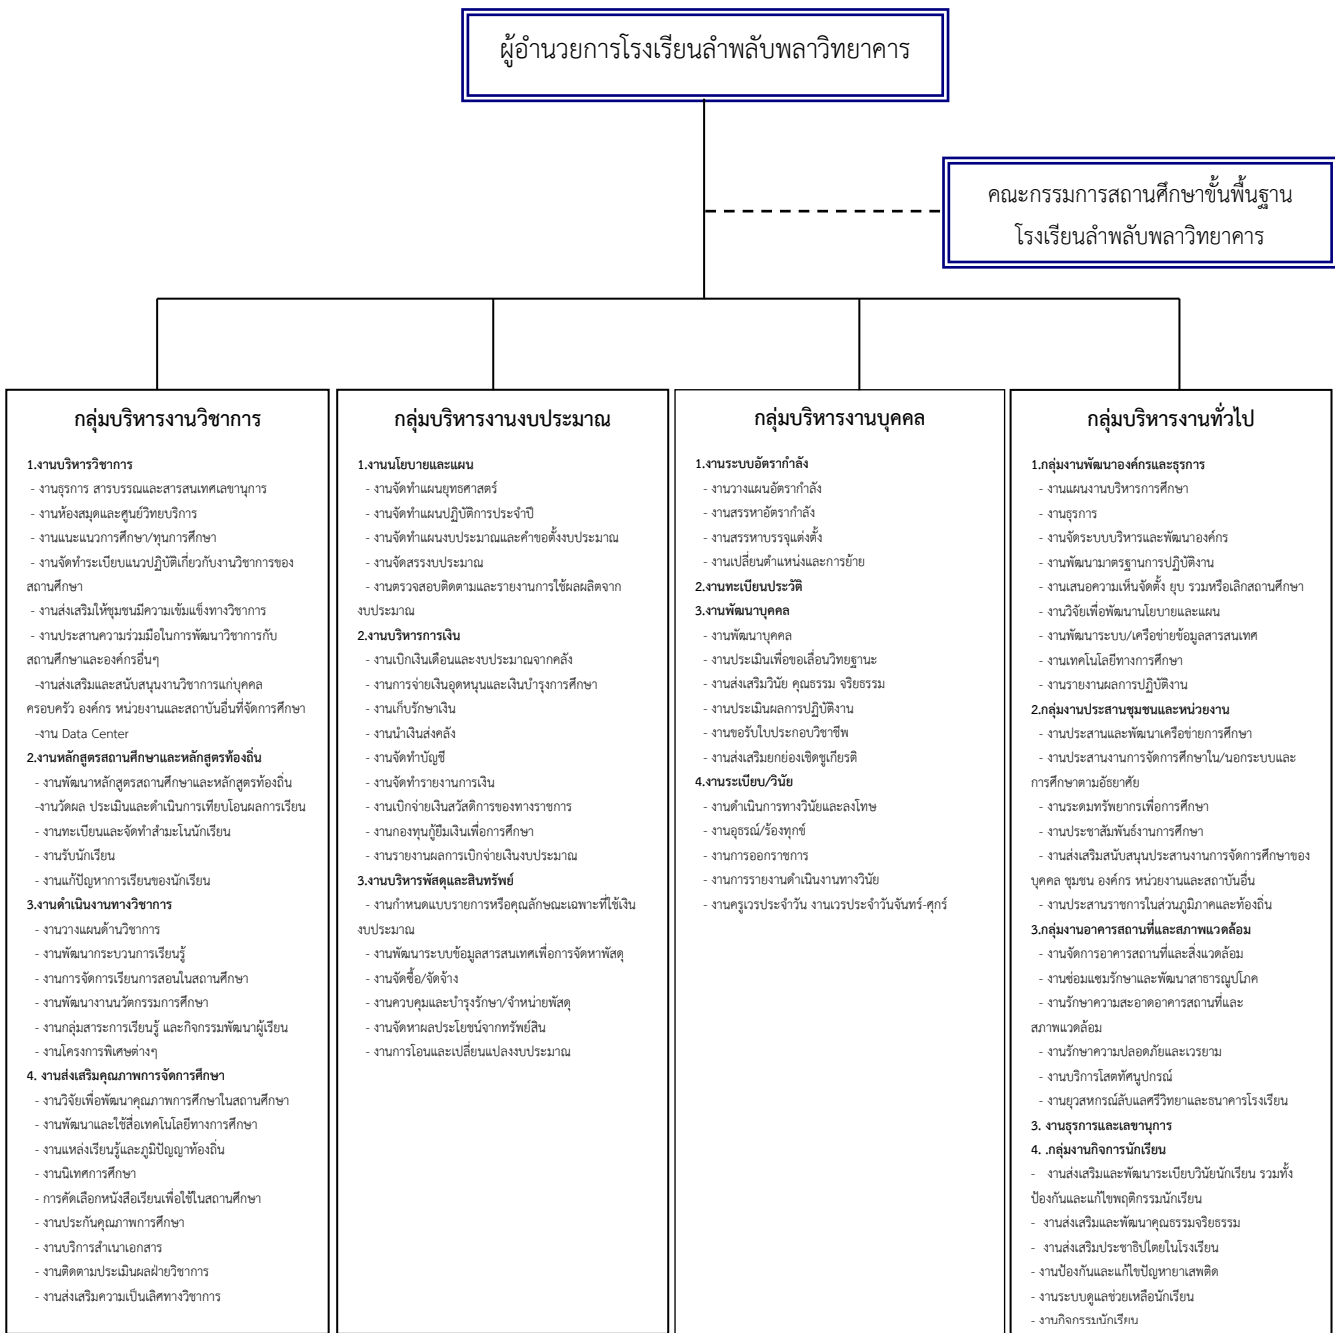 ผู้อำนวยการโรงเรียนลำพลับพลาวิทยาคาร
คณะกรรมการสถานศึกษาขั้นพื้นฐาน
โรงเรียนลำพลับพลาวิทยาคาร
กลุ่มบริหารงานวิชาการ
1.งานบริหารวิชาการ
- งานธุรการ สารบรรณและสารสนเทศเลขานุการ
- งานห้องสมุดและศูนย์วิทยบริการ
- งานแนะแนวการศึกษา/ทุนการศึกษา
- งานจัดทำระเบียบแนวปฏิบัติเกี่ยวกับงานวิชาการของ
สถานศึกษา
- งานส่งเสริมให้ชุมชนมีความเข้มแข็งทางวิชาการ
- งานประสานความร่วมมือในการพัฒนาวิชาการกับ
สถานศึกษาและองค์กรอื่นๆ
-งานส่งเสริมและสนับสนุนงานวิชาการแก่บุคคล
ครอบครัว องค์กร หน่วยงานและสถาบันอื่นที่จัดการศึกษา
-งาน Data Center
2.งานหลักสูตรสถานศึกษาและหลักสูตรท้องถิ่น
- งานพัฒนาหลักสูตรสถานศึกษาและหลักสูตรท้องถิ่น
-งานวัดผล ประเมินและดำเนินการเทียบโอนผลการเรียน
- งานทะเบียนและจัดทำสำมะโนนักเรียน
- งานรับนักเรียน
- งานแก้ปัญหาการเรียนของนักเรียน
3.งานดำเนินงานทางวิชาการ
- งานวางแผนด้านวิชาการ
- งานพัฒนากระบวนการเรียนรู้
- งานการจัดการเรียนการสอนในสถานศึกษา
- งานพัฒนางานนวัตกรรมการศึกษา
- งานกลุ่มสาระการเรียนรู้ และกิจกรรมพัฒนาผู้เรียน
- งานโครงการพิเศษต่างๆ
4. งานส่งเสริมคุณภาพการจัดการศึกษา
- งานวิจัยเพื่อพัฒนาคุณภาพการศึกษาในสถานศึกษา
- งานพัฒนาและใช้สื่อเทคโนโลยีทางการศึกษา
- งานแหล่งเรียนรู้และภูมิปัญญาท้องถิ่น
- งานนิเทศการศึกษา
- การคัดเลือกหนังสือเรียนเพื่อใช้ในสถานศึกษา
- งานประกันคุณภาพการศึกษา
- งานบริการสำเนาเอกสาร
- งานติดตามประเมินผลฝ่ายวิชาการ
- งานส่งเสริมความเป็นเลิศทางวิชาการ
กลุ่มบริหารงานงบประมาณ
1.งานนโยบายและแผน
- งานจัดทำแผนยุทธศาสตร์
- งานจัดทำแผนปฏิบัติการประจำปี
- งานจัดทำแผนงบประมาณและคำขอตั้งงบประมาณ
- งานจัดสรรงบประมาณ
- งานตรวจสอบติดตามและรายงานการใช้ผลผลิตจาก
งบประมาณ
2.งานบริหารการเงิน
- งานเบิกเงินเดือนและงบประมาณจากคลัง
- งานการจ่ายเงินอุดหนุนและเงินบำรุงการศึกษา
- งานเก็บรักษาเงิน
- งานนำเงินส่งคลัง
- งานจัดทำบัญชี
- งานจัดทำรายงานการเงิน
- งานเบิกจ่ายเงินสวัสดิการของทางราชการ
- งานกองทุนกู้ยืมเงินเพื่อการศึกษา
- งานรายงานผลการเบิกจ่ายเงินงบประมาณ
3.งานบริหารพัสดุและสินทรัพย์
- งานกำหนดแบบรายการหรือคุณลักษณะเฉพาะที่ใช้เงิน
งบประมาณ
- งานพัฒนาระบบข้อมูลสารสนเทศเพื่อการจัดหาพัสดุ
- งานจัดซื้อ/จัดจ้าง
- งานควบคุมและบำรุงรักษา/จำหน่ายพัสดุ
- งานจัดหาผลประโยชน์จากทรัพย์สิน
- งานการโอนและเปลี่ยนแปลงงบประมาณ
กลุ่มบริหารงานบุคคล
1.งานระบบอัตรากำลัง
- งานวางแผนอัตรากำลัง
- งานสรรหาอัตรากำลัง
- งานสรรหาบรรจุแต่งตั้ง
- งานเปลี่ยนตำแหน่งและการย้าย
2.งานทะเบียนประวัติ
3.งานพัฒนาบุคคล
- งานพัฒนาบุคคล
- งานประเมินเพื่อขอเลื่อนวิทยฐานะ
- งานส่งเสริมวินัย คุณธรรม จริยธรรม
- งานประเมินผลการปฏิบัติงาน
- งานขอรับใบประกอบวิชาชีพ
- งานส่งเสริมยกย่องเชิดชูเกียรติ
4.งานระเบียบ/วินัย
- งานดำเนินการทางวินัยและลงโทษ
- งานอุธรณ์/ร้องทุกข์
- งานการออกราชการ
- งานการรายงานดำเนินงานทางวินัย
- งานครูเวรประจำวัน งานเวรประจำวันจันทร์-ศุกร์
กลุ่มบริหารงานทั่วไป
1.กลุ่มงานพัฒนาองค์กรและธุรการ
- งานแผนงานบริหารการศึกษา
- งานธุรการ
- งานจัดระบบบริหารและพัฒนาองค์กร
- งานพัฒนามาตรฐานการปฏิบัติงาน
- งานเสนอความเห็นจัดตั้ง ยุบ รวมหรือเลิกสถานศึกษา
- งานวิจัยเพื่อพัฒนานโยบายและแผน
- งานพัฒนาระบบ/เครือข่ายข้อมูลสารสนเทศ
- งานเทคโนโลยีทางการศึกษา
- งานรายงานผลการปฏิบัติงาน
2.กลุ่มงานประสานชุมชนและหน่วยงาน
- งานประสานและพัฒนาเครือข่ายการศึกษา
- งานประสานงานการจัดการศึกษาใน/นอกระบบและ
การศึกษาตามอัธยาศัย
- งานระดมทรัพยากรเพื่อการศึกษา
- งานประชาสัมพันธ์งานการศึกษา
- งานส่งเสริมสนับสนุนประสานงานการจัดการศึกษาของ
บุคคล ชุมชน องค์กร หน่วยงานและสถาบันอื่น
- งานประสานราชการในส่วนภูมิภาคและท้องถิ่น
3.กลุ่มงานอาคารสถานที่และสภาพแวดล้อม
- งานจัดการอาคารสถานที่และสิ่งแวดล้อม
- งานซ่อมแซมรักษาและพัฒนาสาธารณูปโภค
- งานรักษาความสะอาดอาคารสถานที่และ
สภาพแวดล้อม
- งานรักษาความปลอดภัยและเวรยาม
- งานบริการโสตทัศนูปกรณ์
- งานยุวสหกรณ์ลับแลศรีวิทยาและธนาคารโรงเรียน
3. งานธุรการและเลขานุการ
4. .กลุ่มงานกิจการนักเรียน
- งานส่งเสริมและพัฒนาระเบียบวินัยนักเรียน รวมทั้ง
ป้องกันและแก้ไขพฤติกรรมนักเรียน
- งานส่งเสริมและพัฒนาคุณธรรมจริยธรรม
- งานส่งเสริมประชาธิปไตยในโรงเรียน
- งานป้องกันและแก้ไขปัญหายาเสพติด
- งานระบบดูแลช่วยเหลือนักเรียน
- งานกิจกรรมนักเรียน